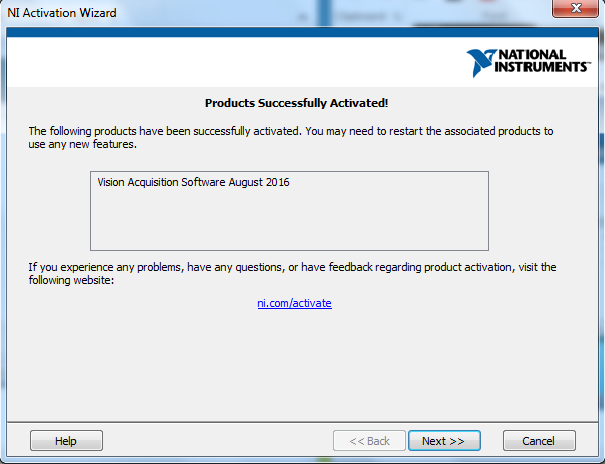 NI Activation Wizard
NATIONAL
INSTRUMENTS™
Products Successfully Activated!
The following products have been successfully activated. You may need to restart the associated products to
use any new features.
Vision Acquisition Software August 2016
If you experience any problems, have any questions, or have feedback regarding product activation, visit the
following website:
ni.com/activate
Help
<< Back
Next >>
Cancel